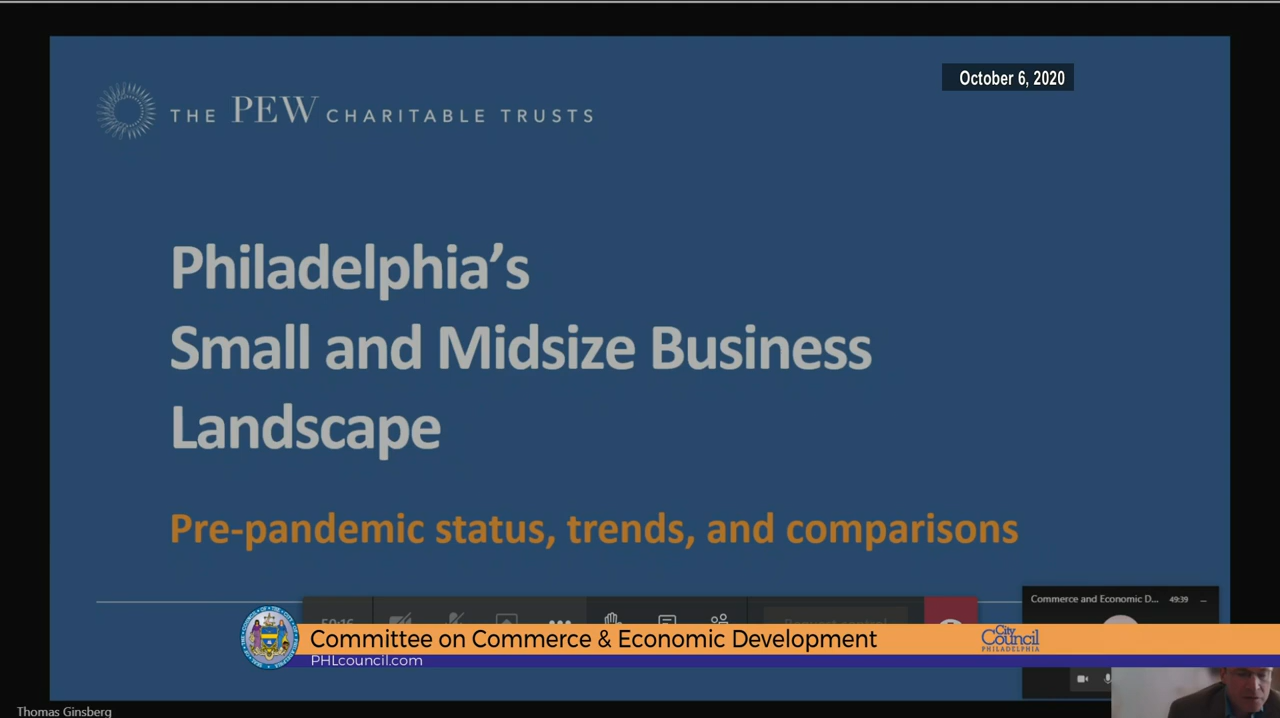 October 6, 2020
THE PEW CHARITABLE TRUSTS
Philadelphia's
Small and Midsize Business
Landscape
Pre-pandemic status, trends, and comparisons
Commerce and Economic D... 49:39
Committee on Commerce & Economic Development
City Council
PHILADELPHIA
PHLcouncil.com
Thomas Ginsberg